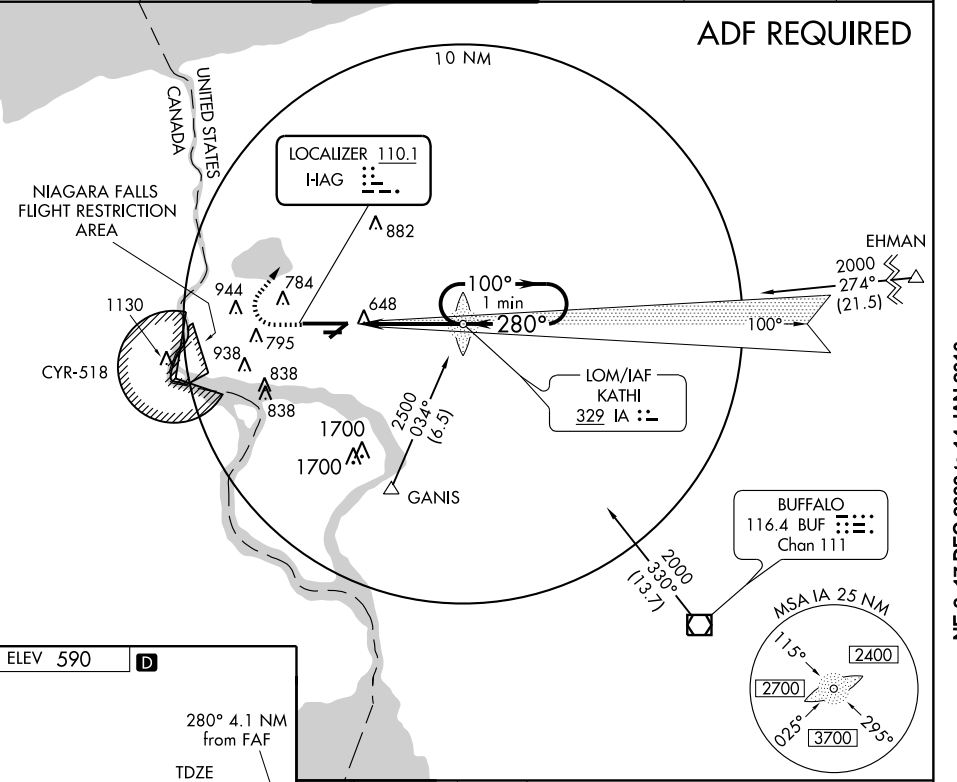 ADF REQUIRED
10 NM
UNITED STATES
CANADA
LOCALIZER 110.1
I-IAG
NIAGARA FALLS
FLIGHT RESTRICTION
AREA
882
EHMAN
2000
274°
(21.5)
944
784
100°
1 min
280°
648
1130
795
100°
938
CYR-518
838
838
LOM/IAF
KATHI
329 IA
2500
034°
(6.5)
1700
1700
GANIS
BUFFALO
116.4 BUF
Chan 111
2000
330°
(13.7)
MSA IA 25 NM
115°
2400
2700
025°
3700
295°
ELEV 590
D
280° 4.1 NM
from FAF
TDZE